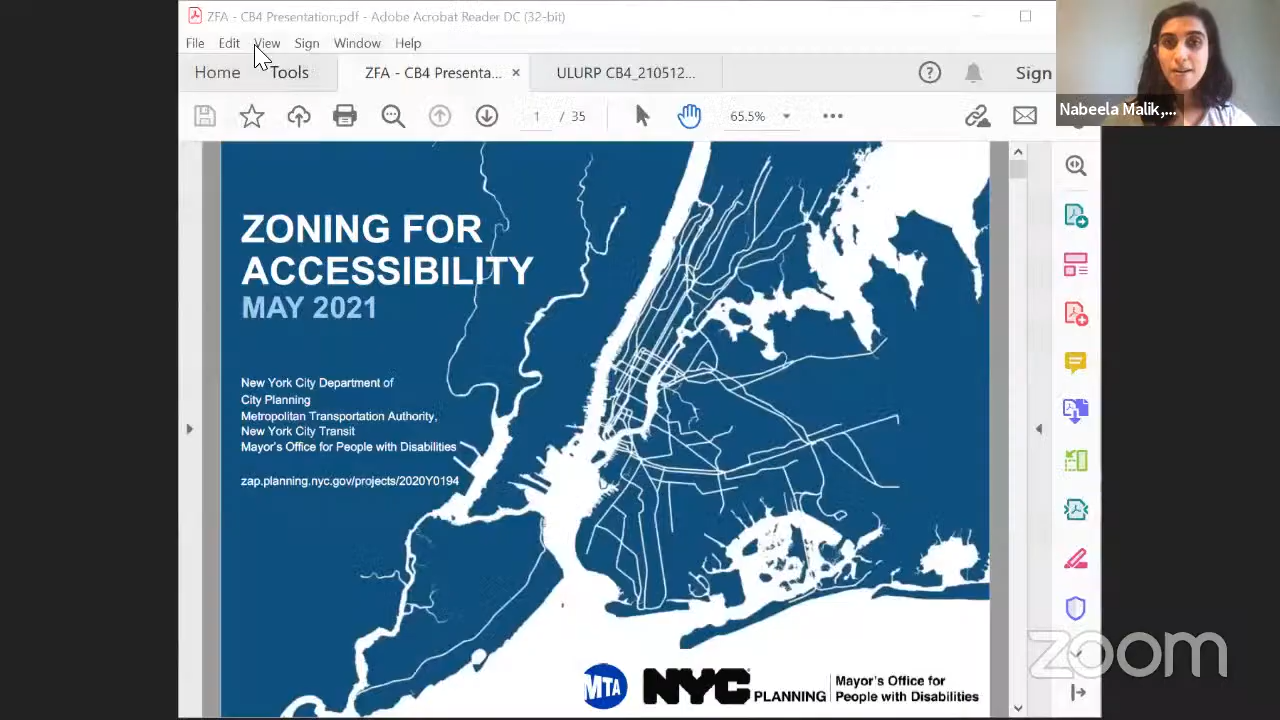 ZFA - CB4 Presentation.pdf - Adobe Acrobat Reader DC (32-bit)
File Edit View Sign Window Help
Home Tools ZFA - CB4 Presenta... × ULURP CB4_210512... Sign
1 / 35 65.5%
Nabeela Malik,...
ZONING FOR
ACCESSIBILITY
MAY 2021
New York City Department of
City Planning
Metropolitan Transportation Authority,
New York City Transit
Mayor's Office for People with Disabilities
zap.planning.nyc.gov/projects/2020Y0194
MTA
NYC PLANNING
Mayor's Office for
People with Disabilities
zoom